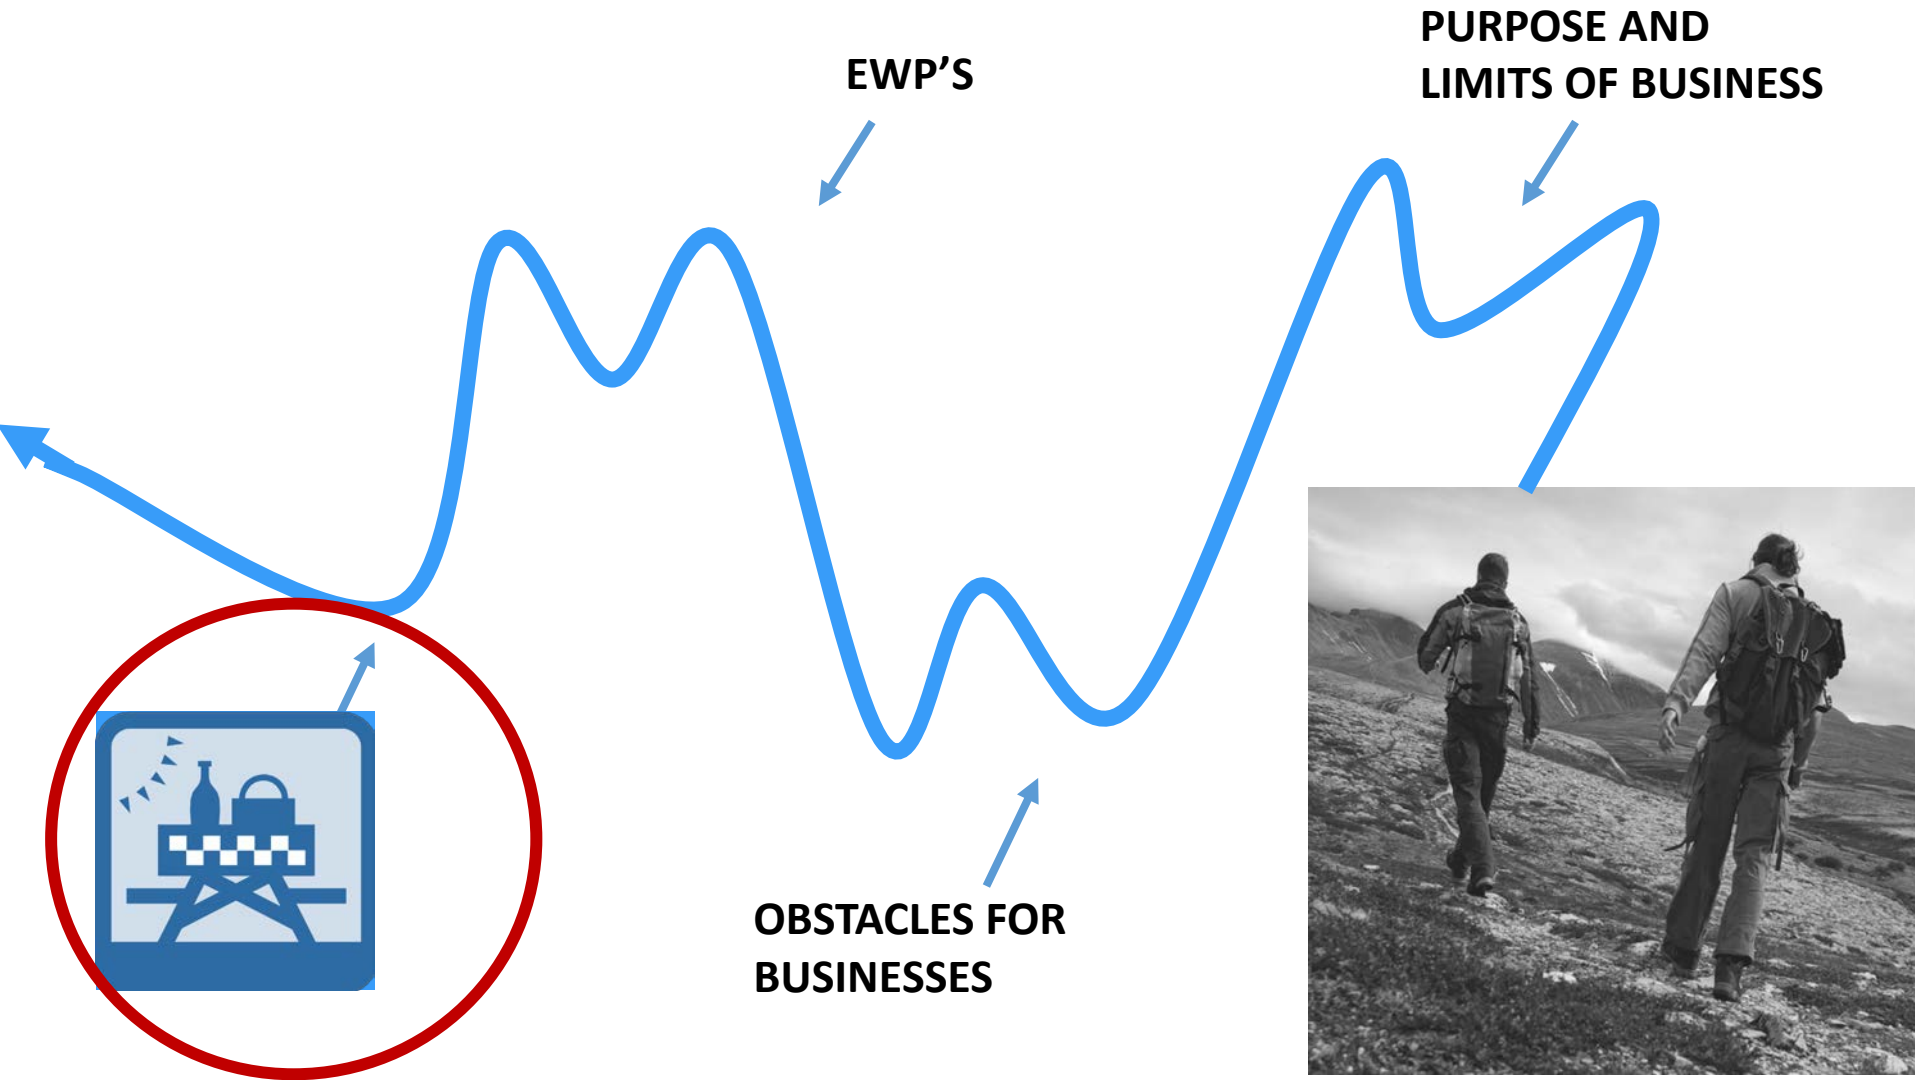 EWP’S
PURPOSE AND
LIMITS OF BUSINESS
OBSTACLES FOR
BUSINESSES